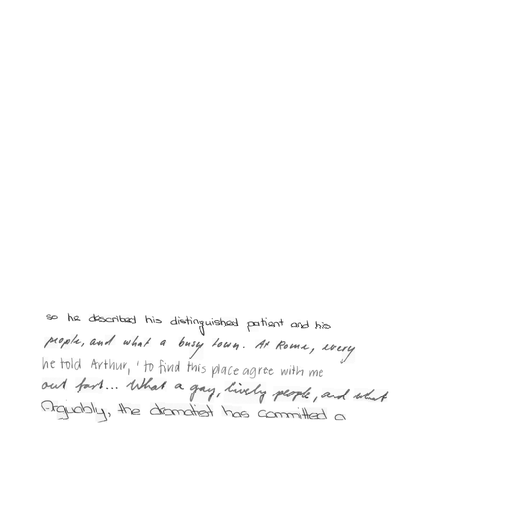 so he described his distinguished patient and his
people, and what a busy town. At Rome, every
he told Arthur, 'to find this place agree with me
out fast... What a gay, lively people, and what
Arguably, the dramatist has committed a